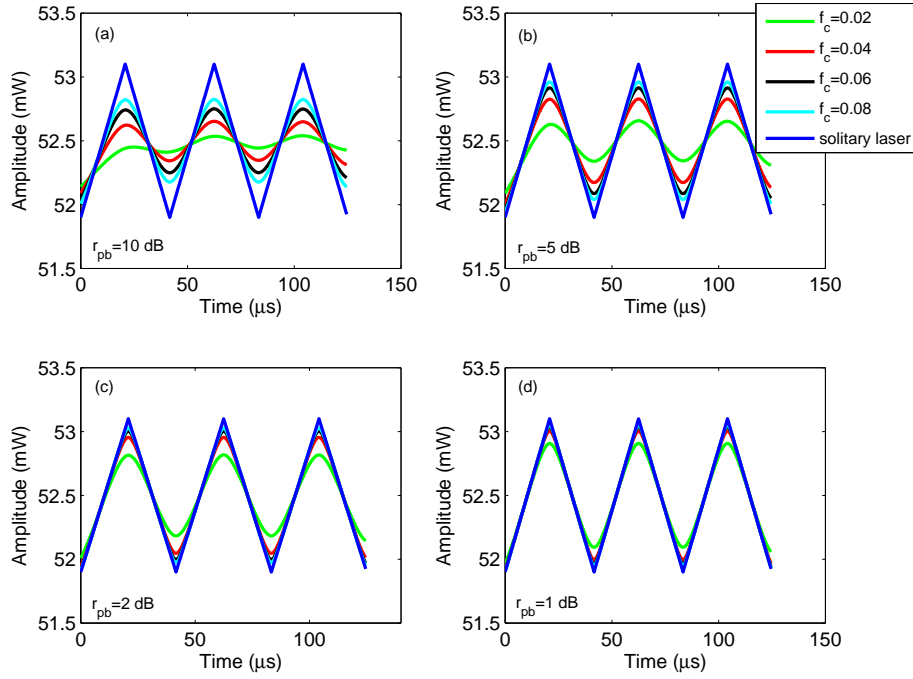 (a)
53.5
53
52.5
52
51.5
Amplitude (mW)
r_pb=10 dB
0 50 100 150
Time (μs)
(b)
53.5
53
52.5
52
51.5
Amplitude (mW)
r_pb=5 dB
0 50 100 150
Time (μs)
f_c=0.02
f_c=0.04
f_c=0.06
f_c=0.08
solitary laser
(c)
53.5
53
52.5
52
51.5
Amplitude (mW)
r_pb=2 dB
0 50 100
Time (μs)
(d)
53.5
53
52.5
52
51.5
Amplitude (mW)
r_pb=1 dB
0 50 100 150
Time (μs)